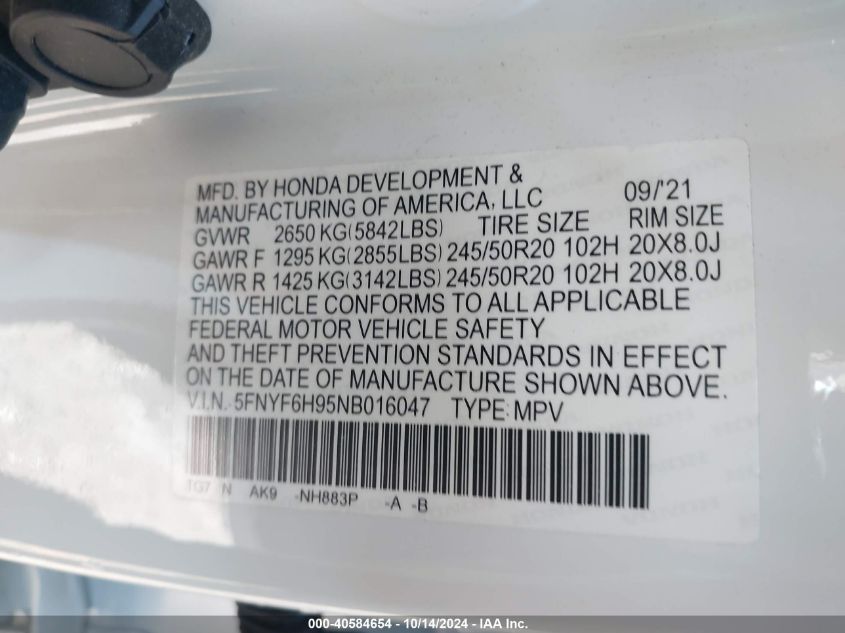 MFD. BY HONDA DEVELOPMENT &
MANUFACTURING OF AMERICA, LLC 09/'21
GVWR 2650 KG(5842LBS) TIRE SIZE RIM SIZE
GAWR F 1295 KG(2855LBS) 245/50R20 102H 20X8.0J
GAWR R 1425 KG(3142LBS) 245/50R20 102H 20X8.0J
THIS VEHICLE CONFORMS TO ALL APPLICABLE
FEDERAL MOTOR VEHICLE SAFETY
AND THEFT PREVENTION STANDARDS IN EFFECT
ON THE DATE OF MANUFACTURE SHOWN ABOVE.
V.I.N. 5FNYF6H95NB016047 TYPE: MPV
TG7 N AK9 -NH883P -A -B
000-40584654 / 10/14/2024 - IAA Inc.